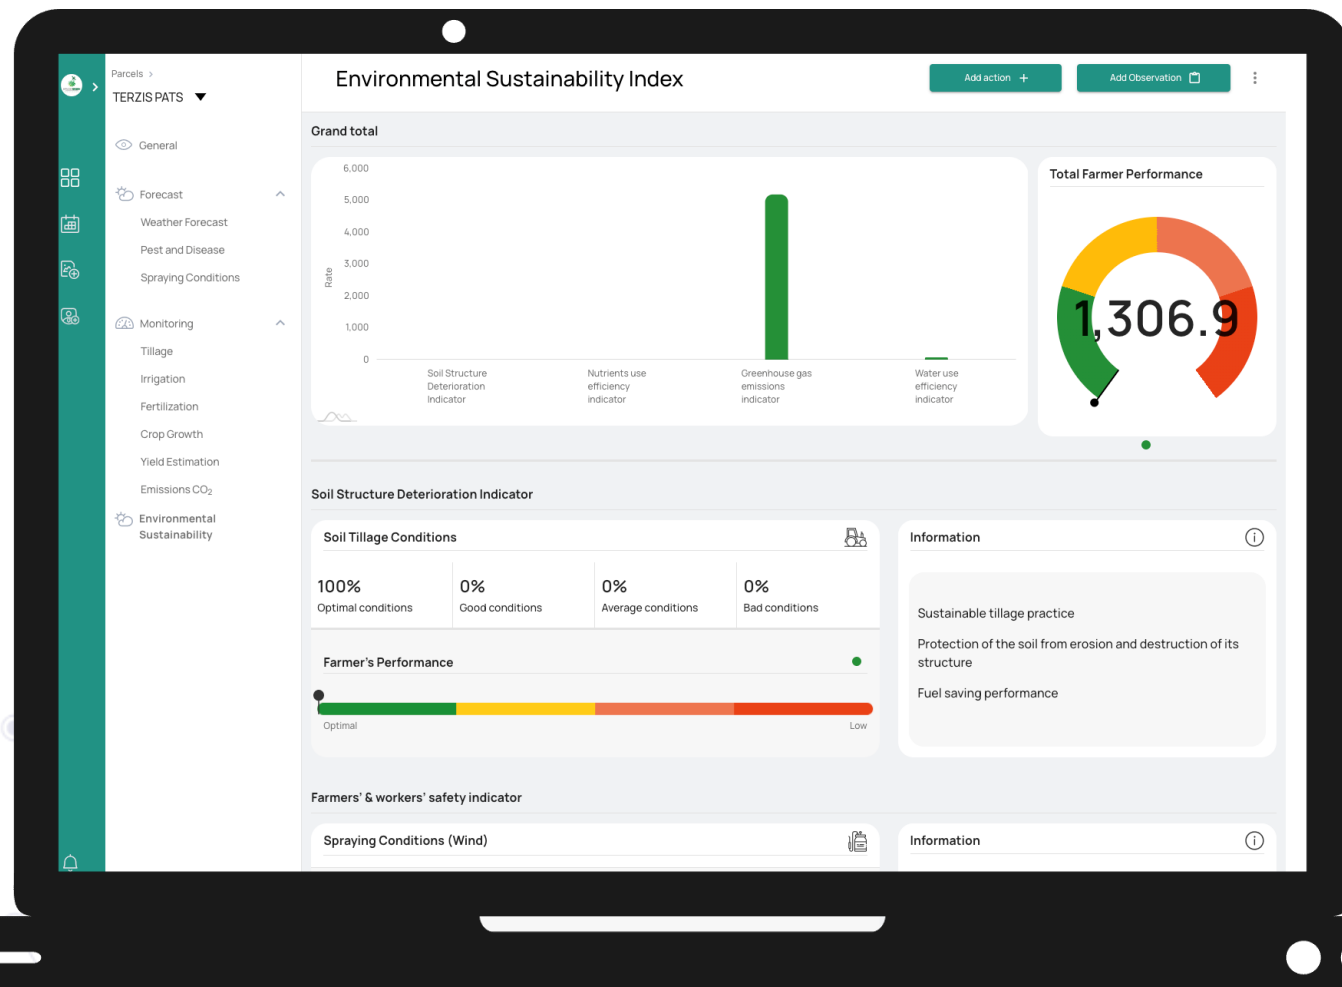 Parcels >
TERZIS PATS
General
Forecast
Weather Forecast
Pest and Disease
Spraying Conditions
Monitoring
Tillage
Irrigation
Fertilization
Crop Growth
Yield Estimation
Emissions CO₂
Environmental
Sustainability
Environmental Sustainability Index
Add action +
Add Observation
Grand total
6,000
5,000
4,000
3,000
2,000
1,000
0
Rate
Soil Structure
Deterioration
Indicator
Nutrients use
efficiency
indicator
Greenhouse gas
emissions
indicator
Water use
efficiency
indicator
Total Farmer Performance
1,306.9
Soil Structure Deterioration Indicator
Soil Tillage Conditions
100%
Optimal conditions
0%
Good conditions
0%
Average conditions
0%
Bad conditions
Farmer's Performance
Optimal
Low
Information
Sustainable tillage practice
Protection of the soil from erosion and destruction of its
structure
Fuel saving performance
Farmers' & workers' safety indicator
Spraying Conditions (Wind)
Information